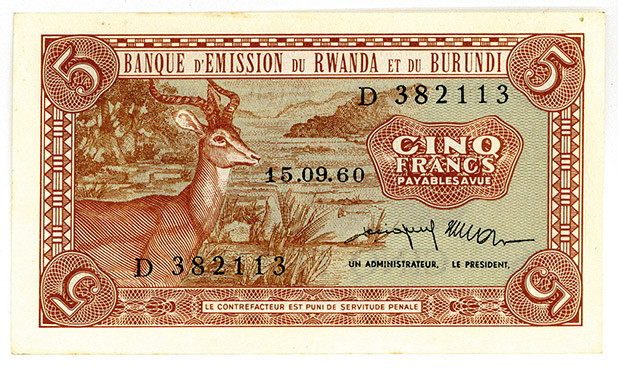 5 5
BANQUE D'EMISSION DU RWANDA ET DU BURUNDI
D 382113
CINQ
FRANCS
PAYABLES A VUE
15.09.60
D 382113
UN ADMINISTRATEUR. LE PRESIDENT,
5 5
LE CONTREFACTEUR EST PUNI DE SERVITUDE PENALE